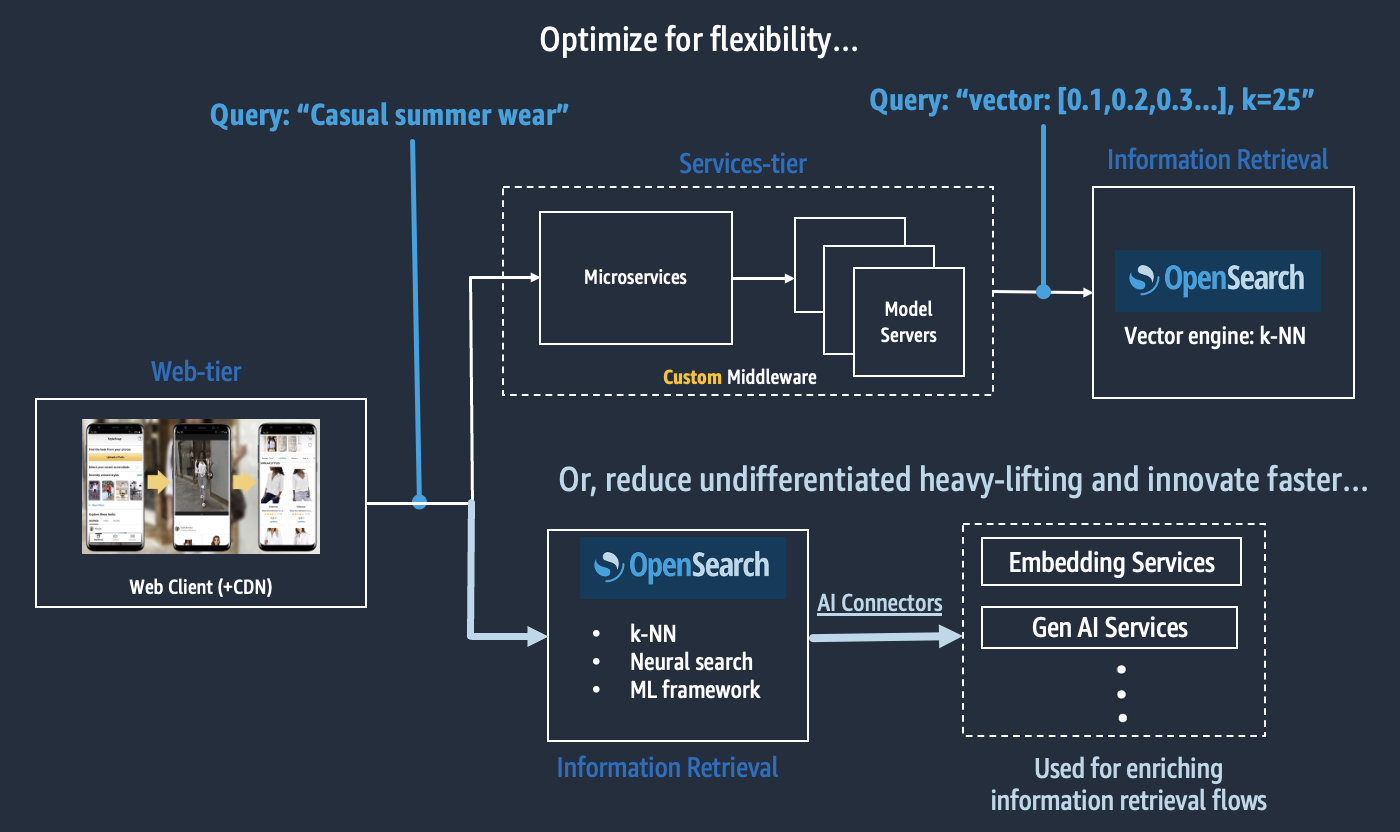 Optimize for flexibility...
Query: “Casual summer wear”
Query: “vector: [0.1,0.2,0.3...], k=25”
Services-tier
Information Retrieval
Microservices
Model
Servers
Custom Middleware
OpenSearch
Vector engine: k-NN
Web-tier
StyleSnap
Web Client (+CDN)
Or, reduce undifferentiated heavy-lifting and innovate faster...
OpenSearch
• k-NN
• Neural search
• ML framework
Information Retrieval
AI Connectors
Embedding Services
Gen AI Services
Used for enriching
information retrieval flows